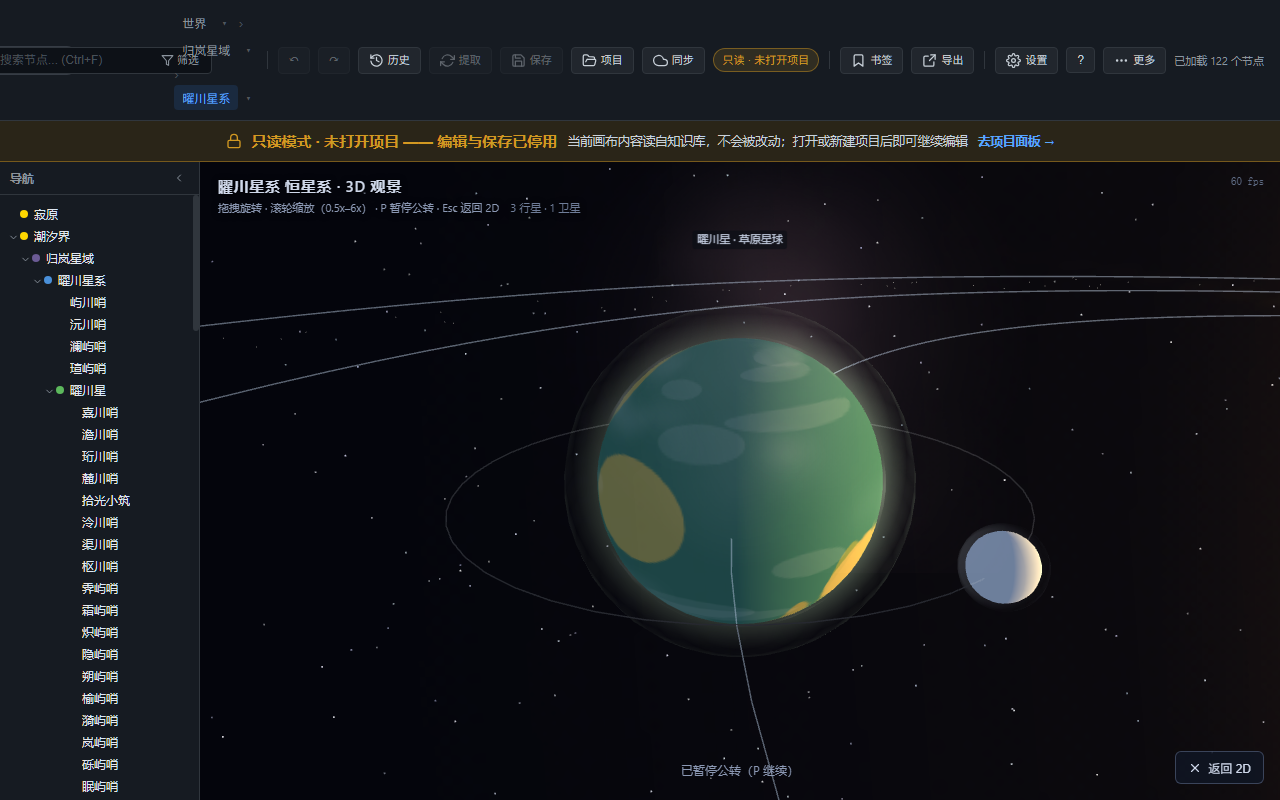 世界 ▾ ›
归岚星域 ▾
›
曜川星系 ▾
搜索节点... (Ctrl+F)
筛选
历史
提取
保存
项目
同步
只读 · 未打开项目
书签
导出
设置
?
更多
已加载 122 个节点
只读模式 · 未打开项目 —— 编辑与保存已停用 当前画布内容读自知识库，不会被改动；打开或新建项目后即可继续编辑 去项目面板 →
导航
寂原
潮汐界
归岚星域
曜川星系
屿川哨
沅川哨
澜屿哨
瑄屿哨
曜川星
熹川哨
澹川哨
珩川哨
麓川哨
拾光小筑
泠川哨
渠川哨
枢川哨
霁屿哨
霜屿哨
炽屿哨
隐屿哨
朔屿哨
榆屿哨
漪屿哨
岚屿哨
砾屿哨
眠屿哨
曜川星系 恒星系 · 3D 观景
拖拽旋转 · 滚轮缩放（0.5x–6x） · P 暂停公转 · Esc 返回 2D 3 行星 · 1 卫星
60 fps
曜川星 · 草原星球
已暂停公转（P 继续）
返回 2D